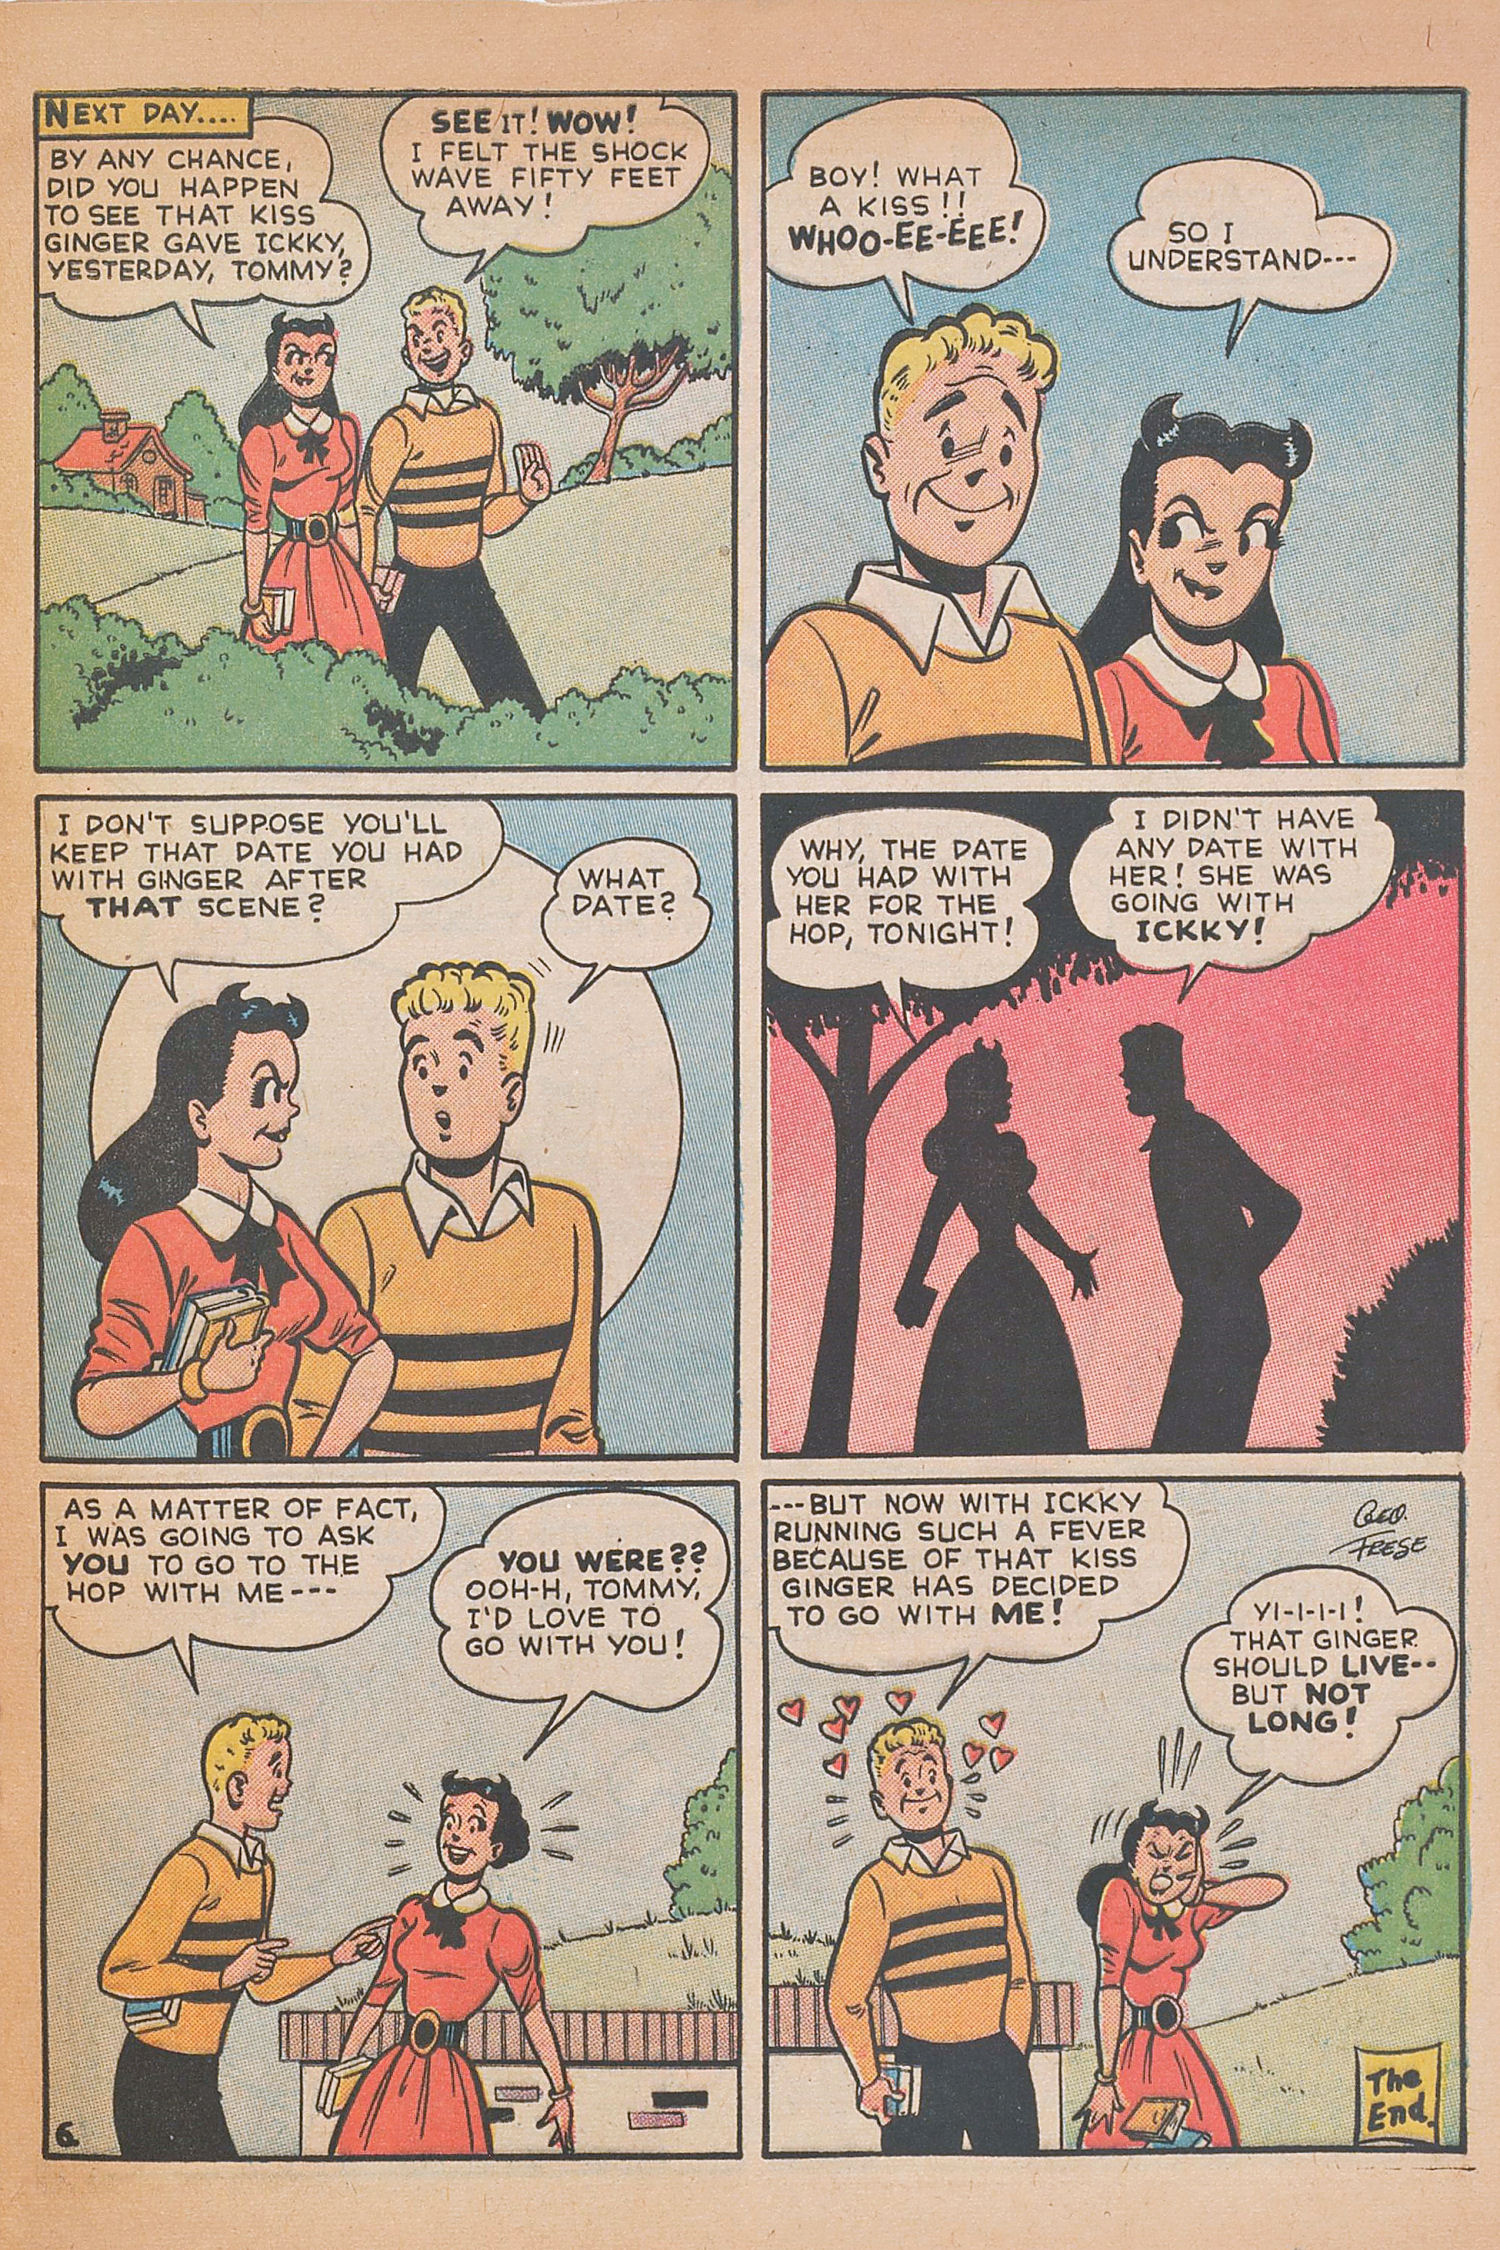 NEXT DAY....
BY ANY CHANCE,
DID YOU HAPPEN
TO SEE THAT KISS
GINGER GAVE ICKKY,
YESTERDAY, TOMMY?
SEE IT! WOW!
I FELT THE SHOCK
WAVE FIFTY FEET
AWAY!
BOY! WHAT
A KISS!!
WHOO-EE-EEE!
SO I
UNDERSTAND---
I DON'T SUPPOSE YOU'LL
KEEP THAT DATE YOU HAD
WITH GINGER AFTER
THAT SCENE?
WHAT
DATE?
WHY, THE DATE
YOU HAD WITH
HER FOR THE
HOP, TONIGHT!
I DIDN'T HAVE
ANY DATE WITH
HER! SHE WAS
GOING WITH
ICKKY!
AS A MATTER OF FACT,
I WAS GOING TO ASK
YOU TO GO TO THE
HOP WITH ME---
YOU WERE??
OOH-H, TOMMY,
I'D LOVE TO
GO WITH YOU!
6
---BUT NOW WITH ICKKY
RUNNING SUCH A FEVER
BECAUSE OF THAT KISS
GINGER HAS DECIDED
TO GO WITH ME!
GEO.
FRESE
YI-I-I-I!
THAT GINGER
SHOULD LIVE--
BUT NOT
LONG!
The
End.